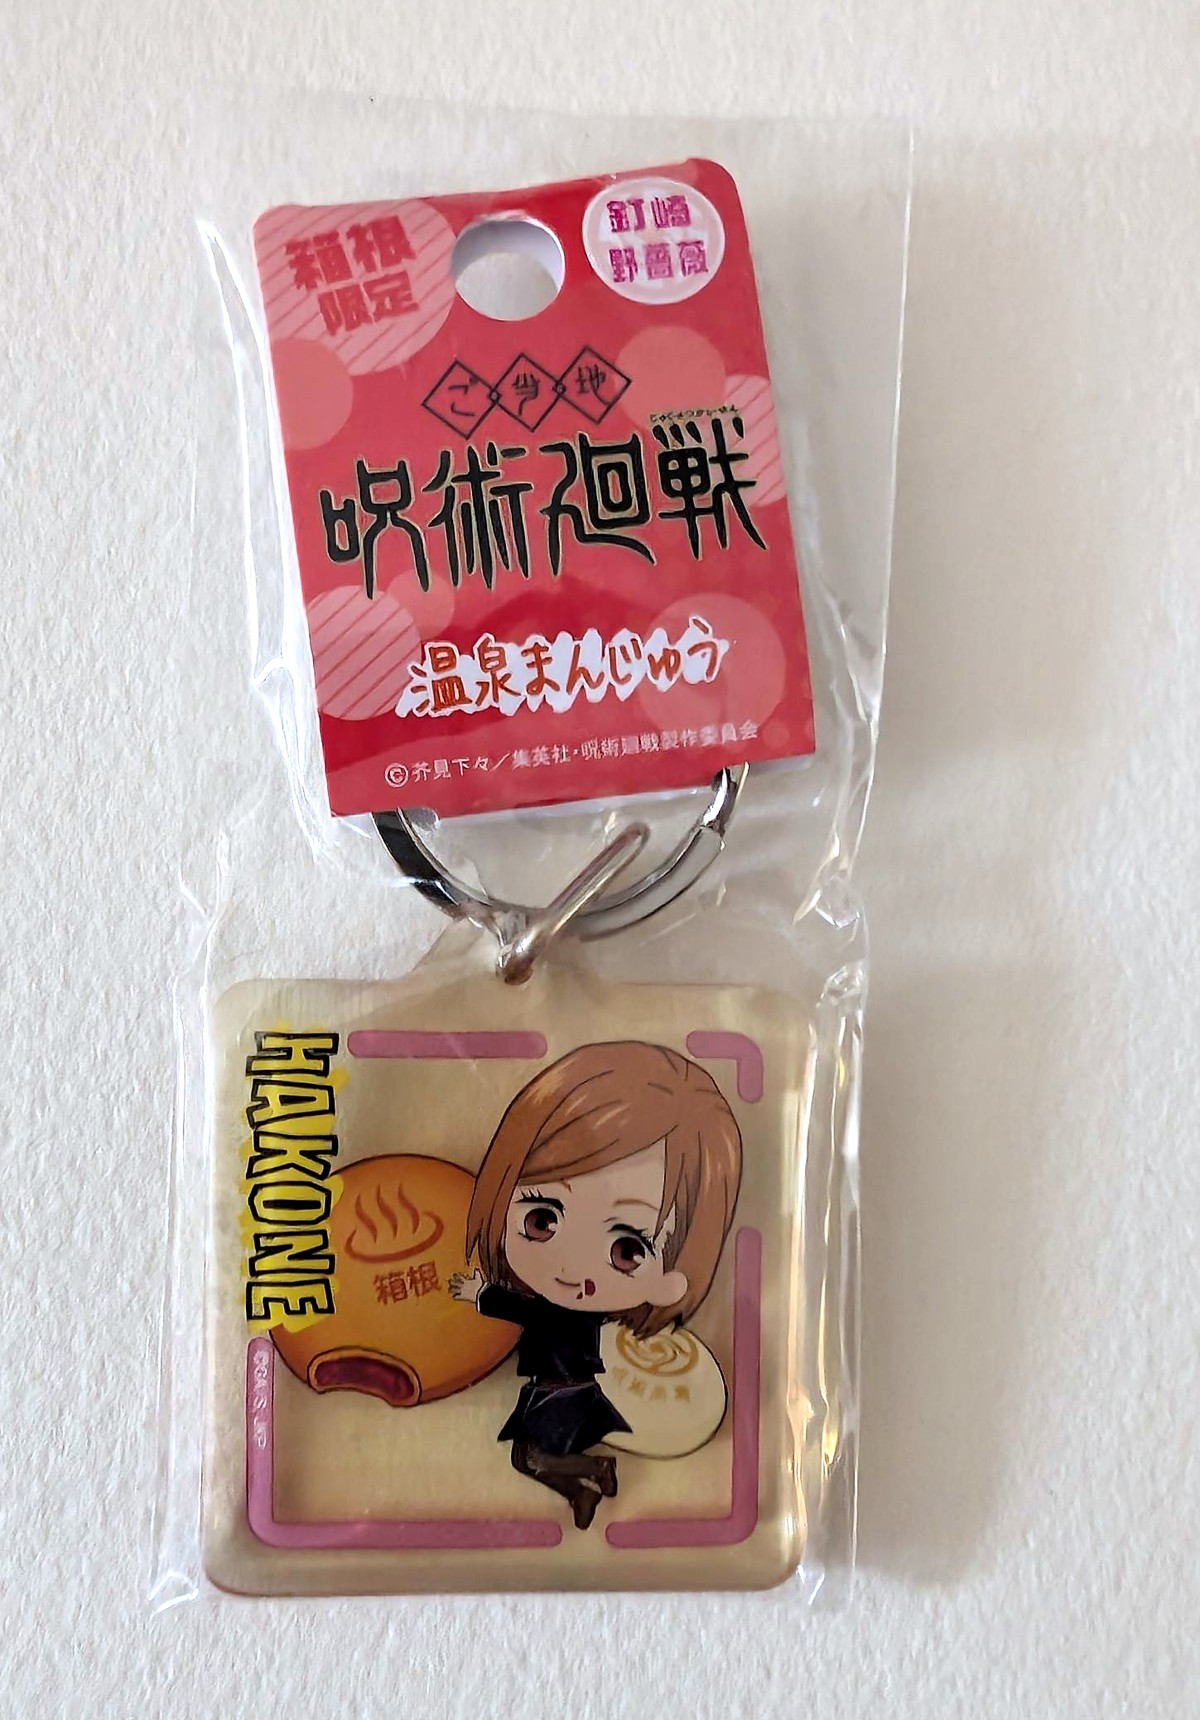 箱根
限定
釘崎
野薔薇
ご当地
じゅじゅつかいせん
呪術廻戦
温泉まんじゅう
©芥見下々／集英社・呪術廻戦製作委員会
HAKONE
箱根